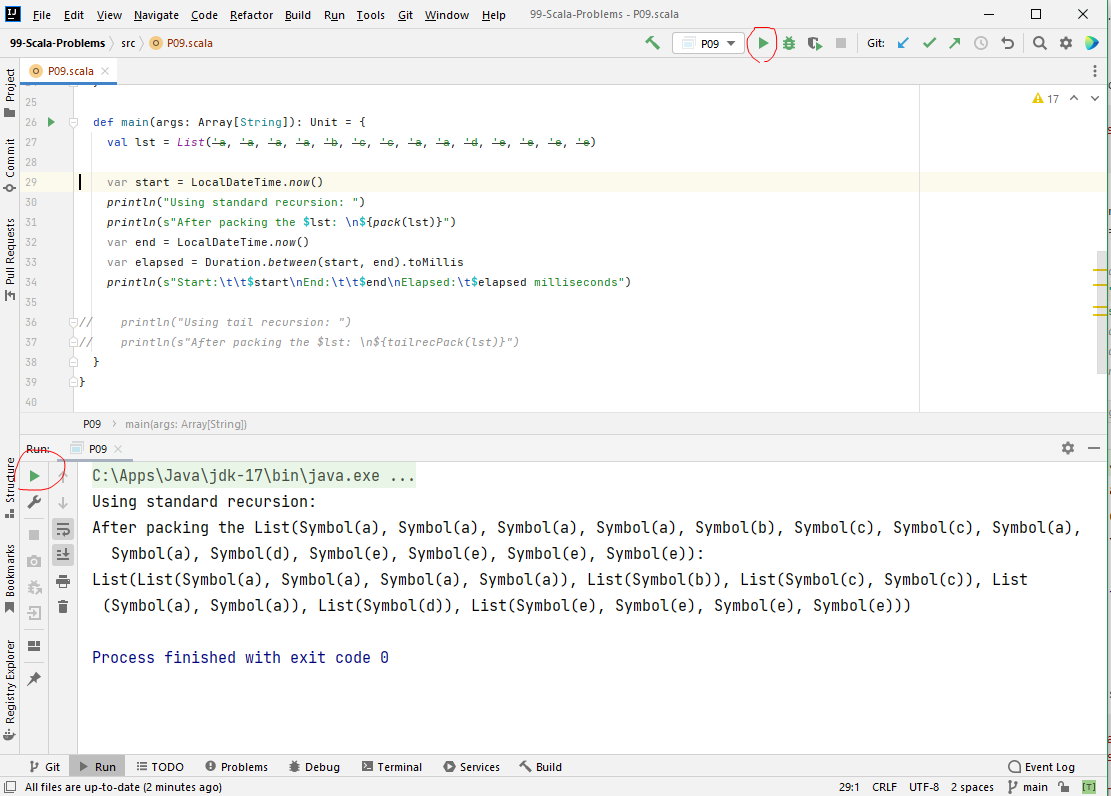 File Edit View Navigate Code Refactor Build Run Tools Git Window Help 99-Scala-Problems - P09.scala
99-Scala-Problems src P09.scala P09 Git:
P09.scala
Project
Commit
Pull Requests
Structure
Bookmarks
Registry Explorer
17
25
26 def main(args: Array[String]): Unit = {
27 val lst = List('a, 'a, 'a, 'a, 'b, 'c, 'c, 'a, 'a, 'd, 'e, 'e, 'e, 'e)
28
29 var start = LocalDateTime.now()
30 println("Using standard recursion: ")
31 println(s"After packing the $lst: \n${pack(lst)}")
32 var end = LocalDateTime.now()
33 var elapsed = Duration.between(start, end).toMillis
34 println(s"Start:\t\t$start\nEnd:\t\t$end\nElapsed:\t$elapsed milliseconds")
35
36 // println("Using tail recursion: ")
37 // println(s"After packing the $lst: \n${tailrecPack(lst)}")
38 }
39 }
40
P09 main(args: Array[String])
Run: P09
C:\Apps\Java\jdk-17\bin\java.exe ...
Using standard recursion:
After packing the List(Symbol(a), Symbol(a), Symbol(a), Symbol(a), Symbol(b), Symbol(c), Symbol(c), Symbol(a),
Symbol(a), Symbol(d), Symbol(e), Symbol(e), Symbol(e), Symbol(e)):
List(List(Symbol(a), Symbol(a), Symbol(a), Symbol(a)), List(Symbol(b)), List(Symbol(c), Symbol(c)), List
(Symbol(a), Symbol(a)), List(Symbol(d)), List(Symbol(e), Symbol(e), Symbol(e), Symbol(e)))
Process finished with exit code 0
Git Run TODO Problems Debug Terminal Services Build Event Log
All files are up-to-date (2 minutes ago) 29:1 CRLF UTF-8 2 spaces main [T]